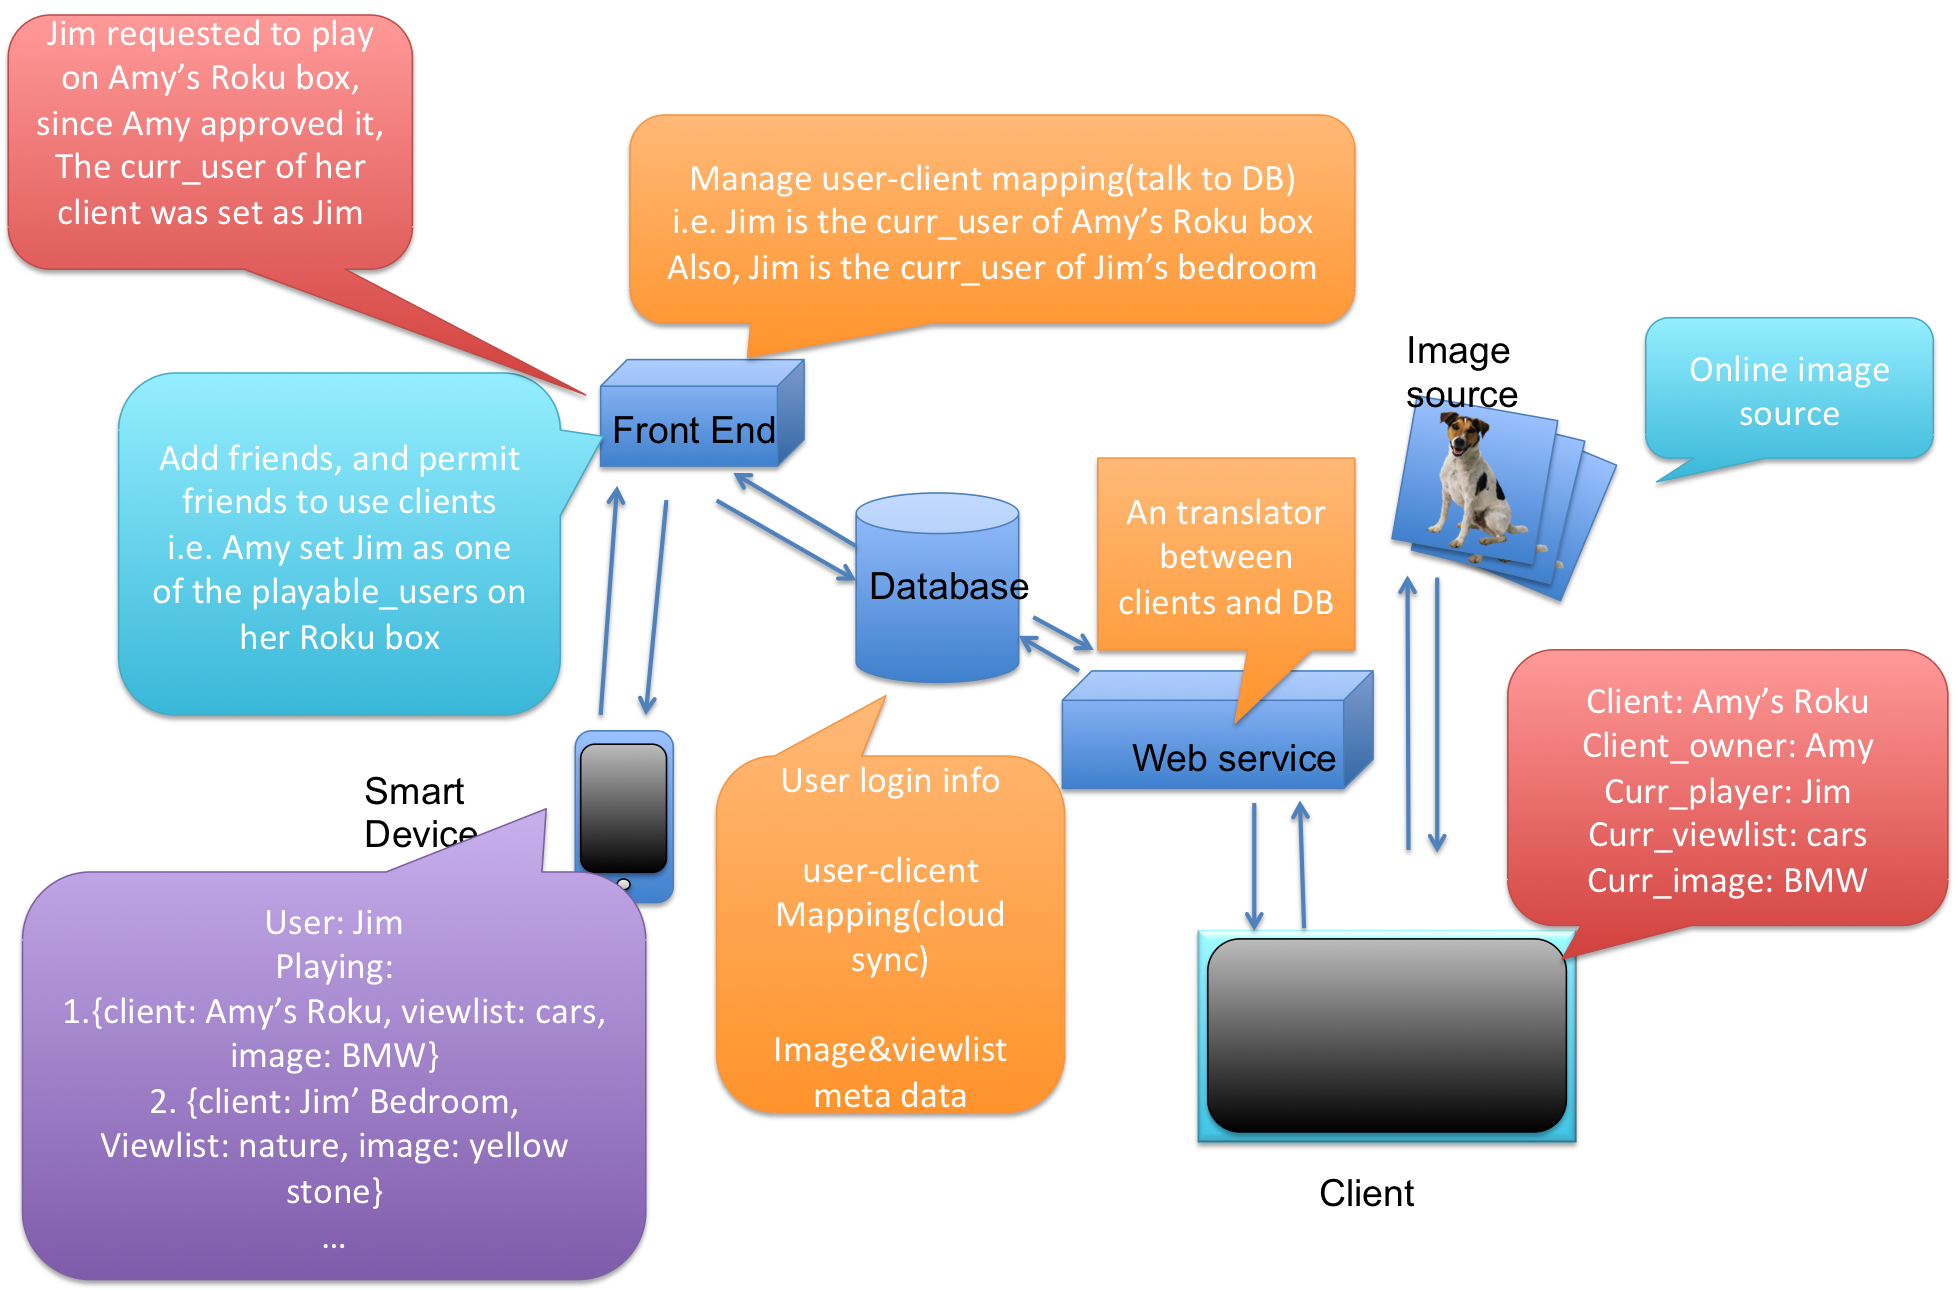 Jim requested to play
on Amy’s Roku box,
since Amy approved it,
The curr_user of her
client was set as Jim
Manage user-client mapping(talk to DB)
i.e. Jim is the curr_user of Amy’s Roku box
Also, Jim is the curr_user of Jim’s bedroom
Image
source
Online image
source
Front End
Add friends, and permit
friends to use clients
i.e. Amy set Jim as one
of the playable_users on
her Roku box
Database
An translator
between
clients and DB
Web service
Client: Amy’s Roku
Client_owner: Amy
Curr_player: Jim
Curr_viewlist: cars
Curr_image: BMW
Smart
Device
User login info
user-clicent
Mapping(cloud
sync)
Image&viewlist
meta data
User: Jim
Playing:
1.{client: Amy’s Roku, viewlist: cars,
image: BMW}
2. {client: Jim’ Bedroom,
Viewlist: nature, image: yellow
stone}
...
Client